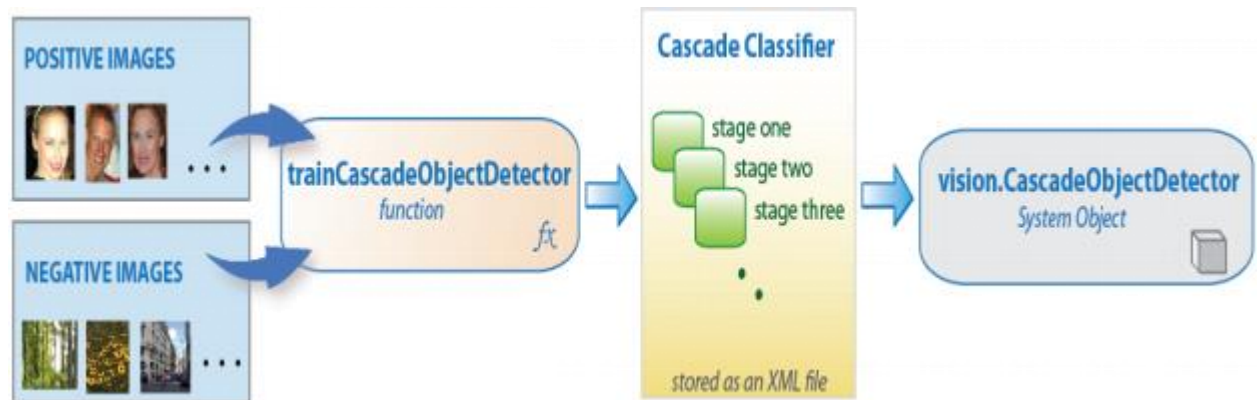 POSITIVE IMAGES
...
NEGATIVE IMAGES
...
trainCascadeObjectDetector
function
fx
Cascade Classifier
stage one
stage two
stage three
stored as an XML file
vision.CascadeObjectDetector
System Object